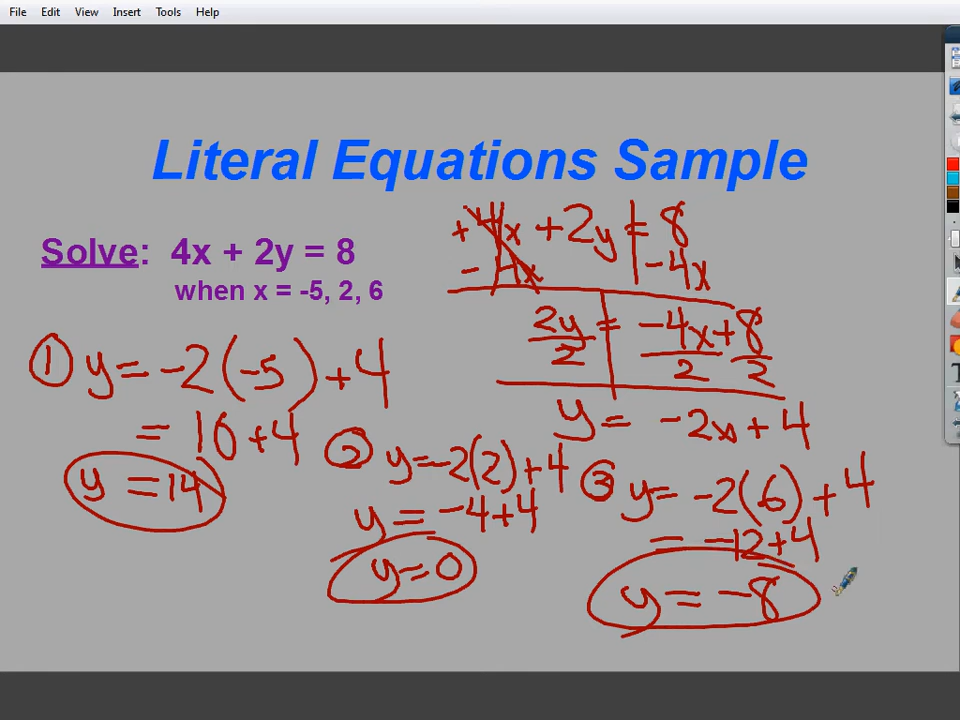 File Edit View Insert Tools Help
Literal Equations Sample
Solve: 4x + 2y = 8
when x = -5, 2, 6
+4x + 2y = 8
- 4x - 4x
2y/2 = -4x/2 + 8/2
y = -2x + 4
① y = -2(-5) + 4
= 10 + 4
y = 14
② y = -2(2) + 4
y = -4 + 4
y = 0
③ y = -2(6) + 4
= -12 + 4
y = -8